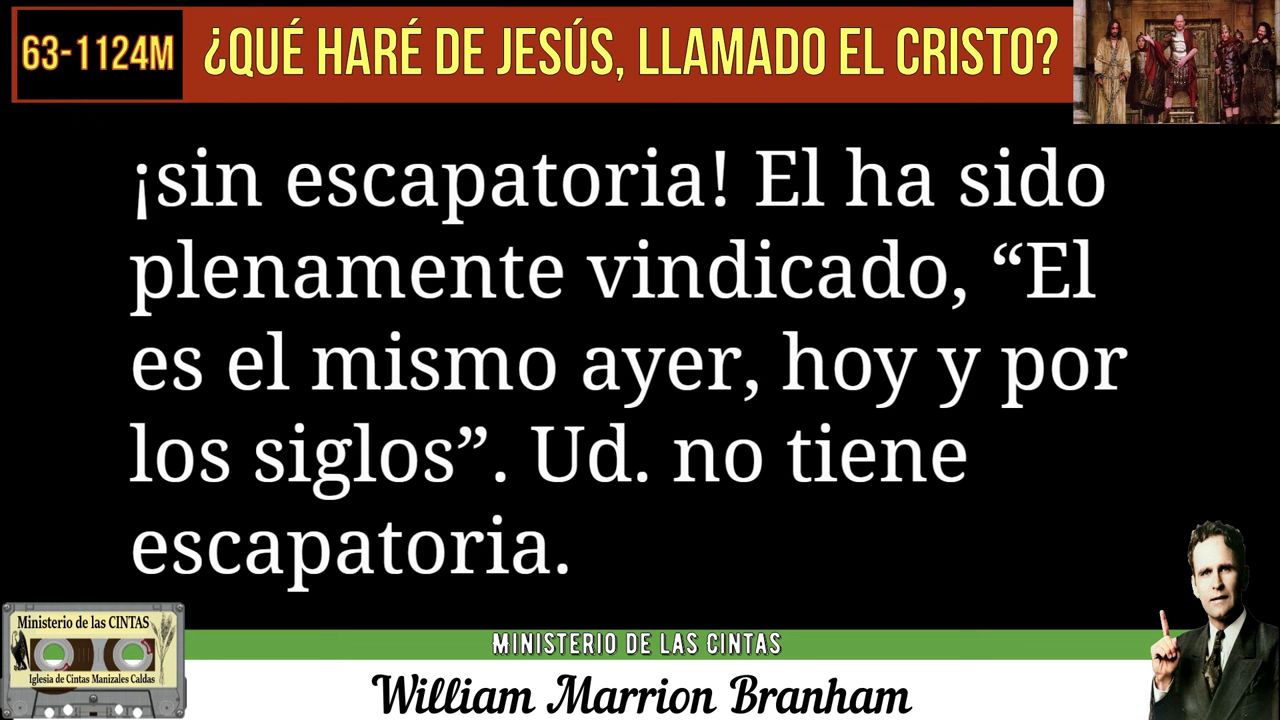 63-1124M
¿QUÉ HARÉ DE JESÚS, LLAMADO EL CRISTO?
¡sin escapatoria! El ha sido
plenamente vindicado, “El
es el mismo ayer, hoy y por
los siglos”. Ud. no tiene
escapatoria.
Ministerio de las CINTAS
Iglesia de Cintas Manizales Caldas
MINISTERIO DE LAS CINTAS
William Marrion Branham